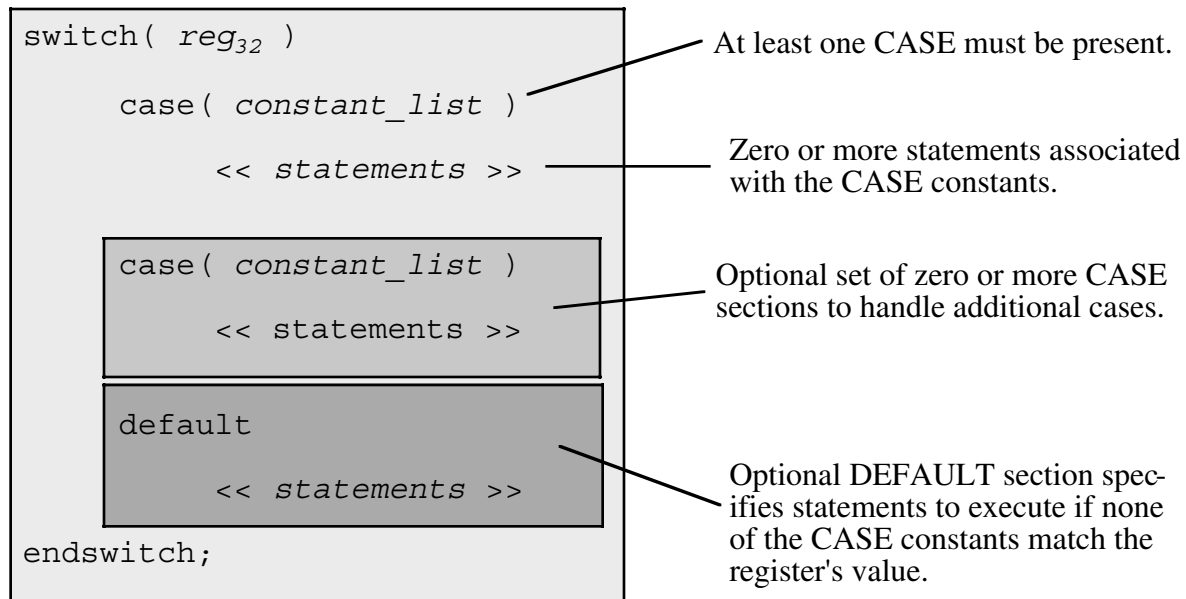 switch( reg32 )
At least one CASE must be present.
case( constant_list )
<< statements >>
Zero or more statements associated
with the CASE constants.
case( constant_list )
<< statements >>
Optional set of zero or more CASE
sections to handle additional cases.
default
<< statements >>
Optional DEFAULT section spec-
ifies statements to execute if none
of the CASE constants match the
register's value.
endswitch;